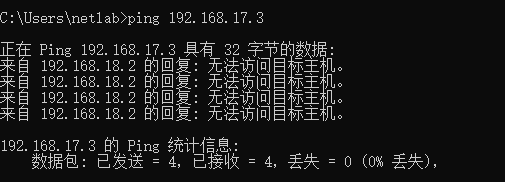 C:\Users\netlab>ping 192.168.17.3
正在 Ping 192.168.17.3 具有 32 字节的数据:
来自 192.168.18.2 的回复: 无法访问目标主机。
来自 192.168.18.2 的回复: 无法访问目标主机。
来自 192.168.18.2 的回复: 无法访问目标主机。
来自 192.168.18.2 的回复: 无法访问目标主机。
192.168.17.3 的 Ping 统计信息:
数据包: 已发送 = 4, 已接收 = 4, 丢失 = 0 (0% 丢失),